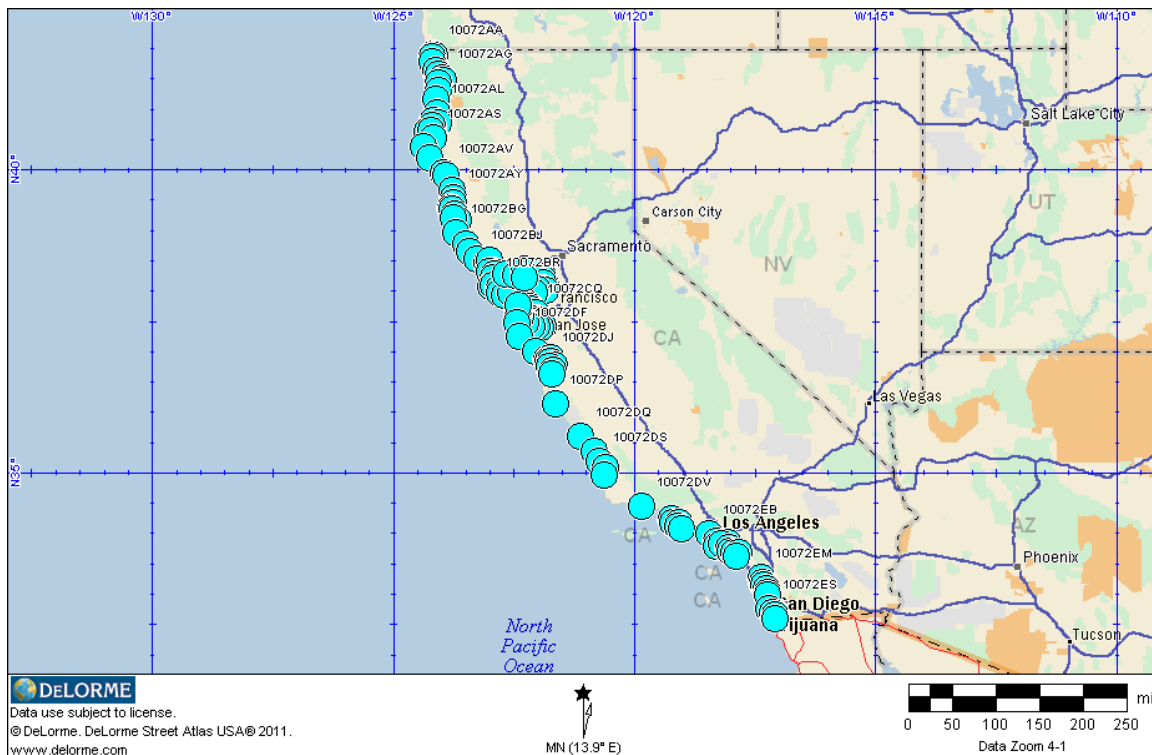 W130°
W125°
W120°
W115°
W110°
10072AA
10072AG
10072AL
Salt Lake City
10072AS
10072AV
N40°
10072AY
UT
10072BG
Carson City
10072BJ
Sacramento
10072BR
NV
10072CQ
rancisco
10072DF
an Jose
10072DJ
CA
10072DP
Las Vegas
10072DQ
10072DS
N35°
10072DV
10072EB
Los Angeles
AZ
CA
10072EM
Phoenix
CA
10072ES
CA
an Diego
North
Pacific
Ocean
ijuana
Tucson
DELORME
Data use subject to license.
© DeLorme. DeLorme Street Atlas USA® 2011.
www.delorme.com
MN (13.9° E)
mi
0 50 100 150 200 250
Data Zoom 4-1